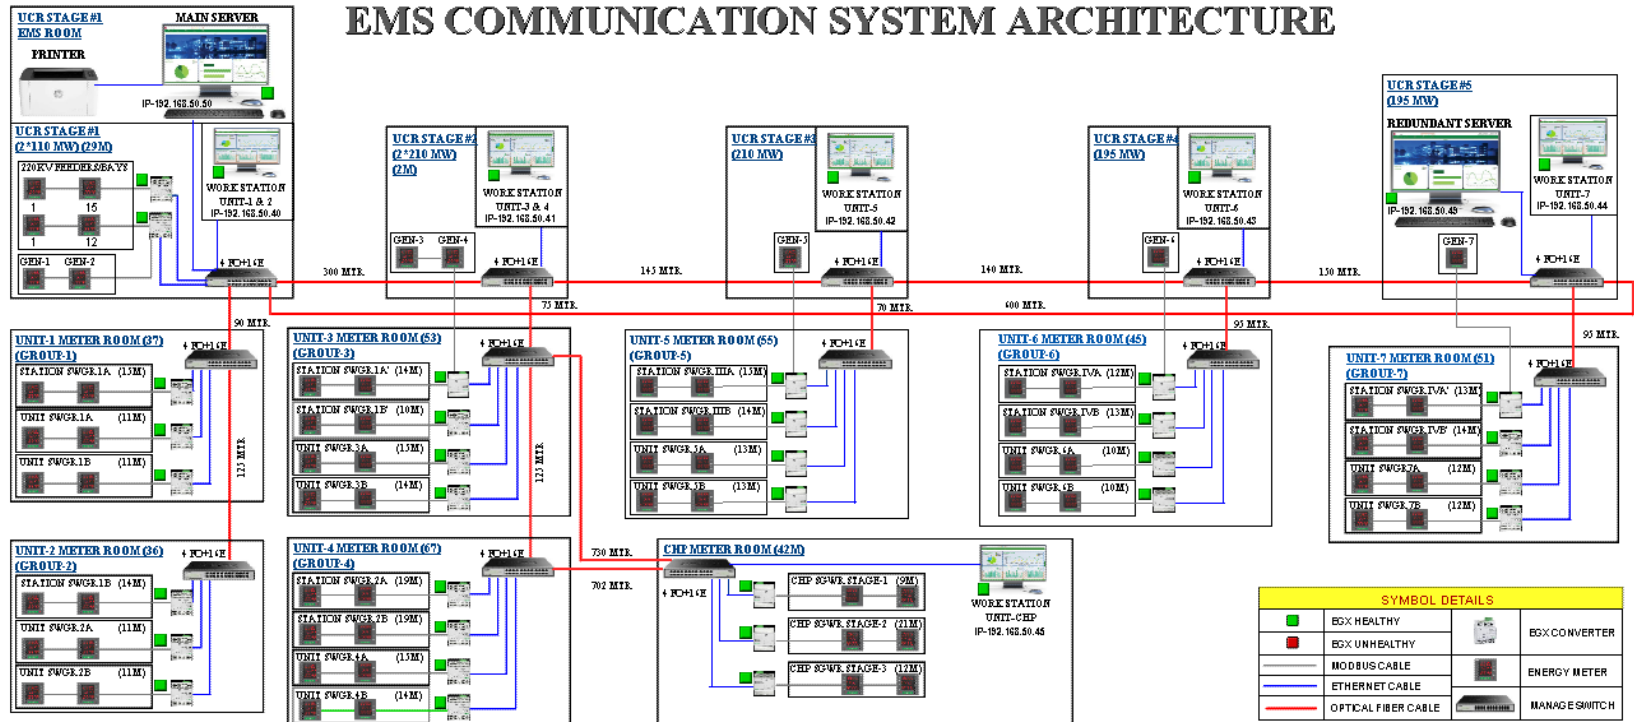 EMS COMMUNICATION SYSTEM ARCHITECTURE
UCR STAGE #1
EMS ROOM
MAIN SERVER
PRINTER
IP-192.168.50.50
UCR STAGE #1
(2*110 MW) (29M)
220KV FEEDERS/BAYS
1 15
1 12
GEN-1 GEN-2
WORK STATION
UNIT-1 & 2
IP-192.168.50.40
4 FO+16E
UCR STAGE #2
(2*210 MW)
(2M)
WORK STATION
UNIT-3 & 4
IP-192.168.50.41
GEN-3 GEN-4
4 FO+16E
UCR STAGE #3
(210 MW)
WORK STATION
UNIT-5
IP-192.168.50.42
GEN-5
4 FO+16E
UCR STAGE #4
(195 MW)
WORK STATION
UNIT-6
IP-192.168.50.43
GEN-6
4 FO+16E
UCR STAGE #5
(195 MW)
REDUNDANT SERVER
IP-192.168.50.49
WORK STATION
UNIT-7
IP-192.168.50.44
GEN-7
4 FO+16E
300 MTR.
145 MTR.
140 MTR.
150 MTR.
75 MTR.
70 MTR.
600 MTR.
90 MTR.
95 MTR.
95 MTR.
UNIT-1 METER ROOM (37)
(GROUP-1)
4 FO+16E
STATION SWGR.1A (15M)
UNIT SWGR.1A (11M)
UNIT SWGR.1B (11M)
125 MTR.
UNIT-3 METER ROOM (53)
(GROUP-3)
4 FO+16E
STATION SWGR.1A' (14M)
STATION SWGR.1B' (10M)
UNIT SWGR.3A (15M)
UNIT SWGR.3B (14M)
125 MTR.
UNIT-5 METER ROOM (55)
(GROUP-5)
4 FO+16E
STATION SWGR.IIIA (15M)
STATION SWGR.IIIB (14M)
UNIT SWGR.5A (13M)
UNIT SWGR.5B (13M)
UNIT-6 METER ROOM (45)
(GROUP-6)
4 FO+16E
STATION SWGR.IVA (12M)
STATION SWGR.IVB (13M)
UNIT SWGR.6A (10M)
UNIT SWGR.6B (10M)
UNIT-7 METER ROOM (51)
(GROUP-7)
4 FO+16E
STATION SWGR.IVA' (13M)
STATION SWGR.IVB' (14M)
UNIT SWGR.7A (12M)
UNIT SWGR.7B (12M)
UNIT-2 METER ROOM (36)
(GROUP-2)
4 FO+16E
STATION SWGR.1B (14M)
UNIT SWGR.2A (11M)
UNIT SWGR.2B (11M)
UNIT-4 METER ROOM (67)
(GROUP-4)
4 FO+16E
STATION SWGR.2A (19M)
STATION SWGR.2B (19M)
UNIT SWGR.4A (15M)
UNIT SWGR.4B (14M)
730 MTR.
702 MTR.
CHP METER ROOM (42M)
4 FO+16E
CHP SGWR.STAGE-1 (9M)
CHP SGWR.STAGE-2 (21M)
CHP SGWR.STAGE-3 (12M)
WORK STATION
UNIT-CHP
IP-192.168.50.45
SYMBOL DETAILS
EGX HEALTHY
EGX UNHEALTHY
MODBUS CABLE
ETHERNET CABLE
OPTICAL FIBER CABLE
EGX CONVERTER
ENERGY METER
MANAGE SWITCH